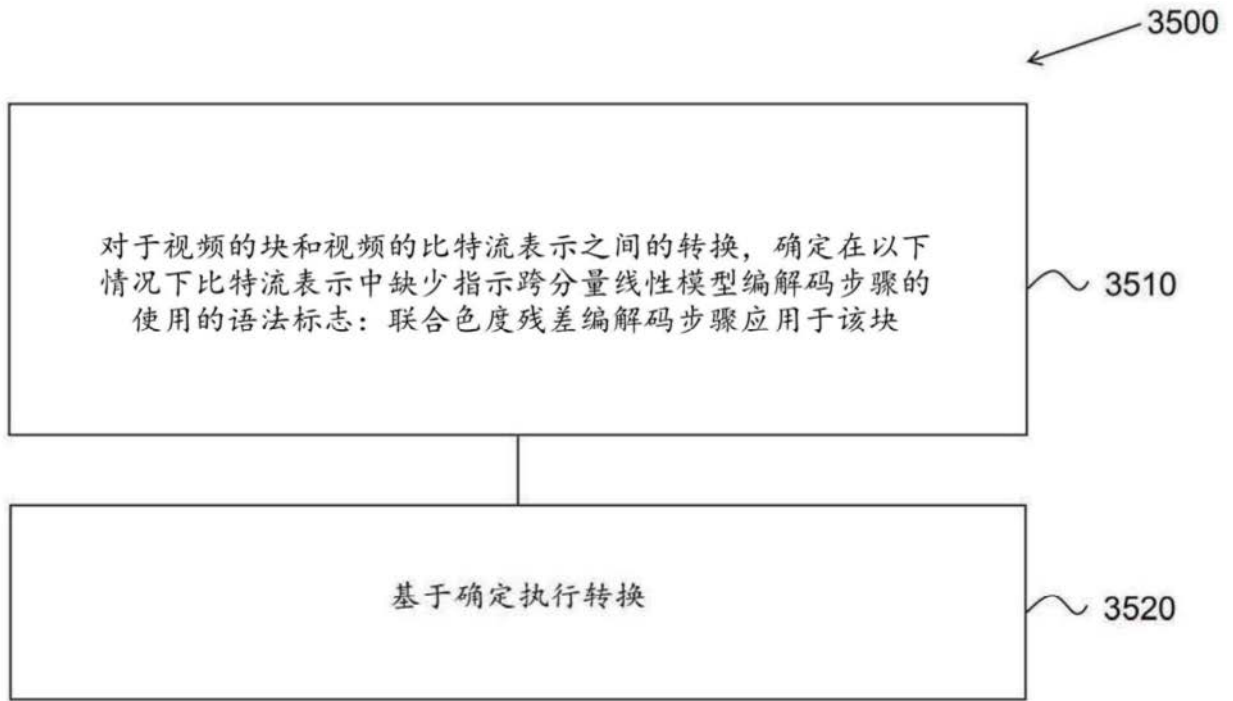 3500
对于视频的块和视频的比特流表示之间的转换，确定在以下
情况下比特流表示中缺少指示跨分量线性模型编解码步骤的
使用的语法标志：联合色度残差编解码步骤应用于该块
3510
基于确定执行转换
3520